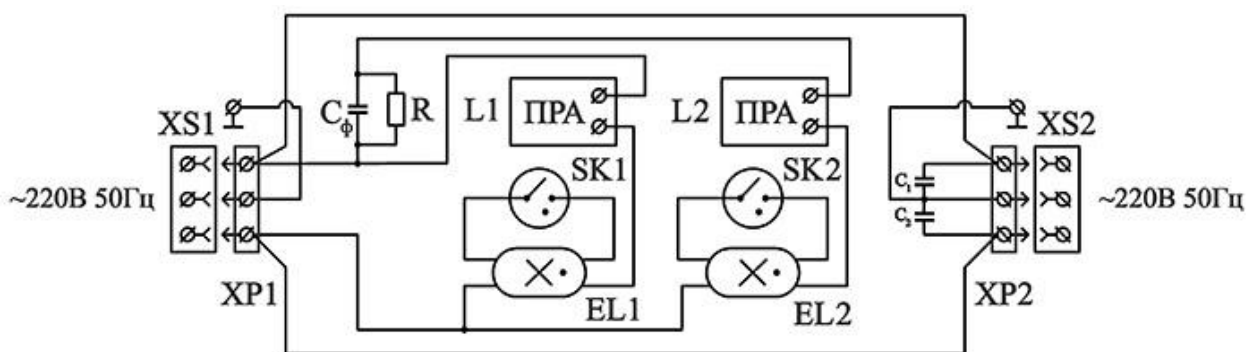 XS1
~220В 50Гц
XP1
Cф
R
L1
ПРА
SK1
EL1
L2
ПРА
SK2
EL2
C₁
C₂
XS2
~220В 50Гц
XP2